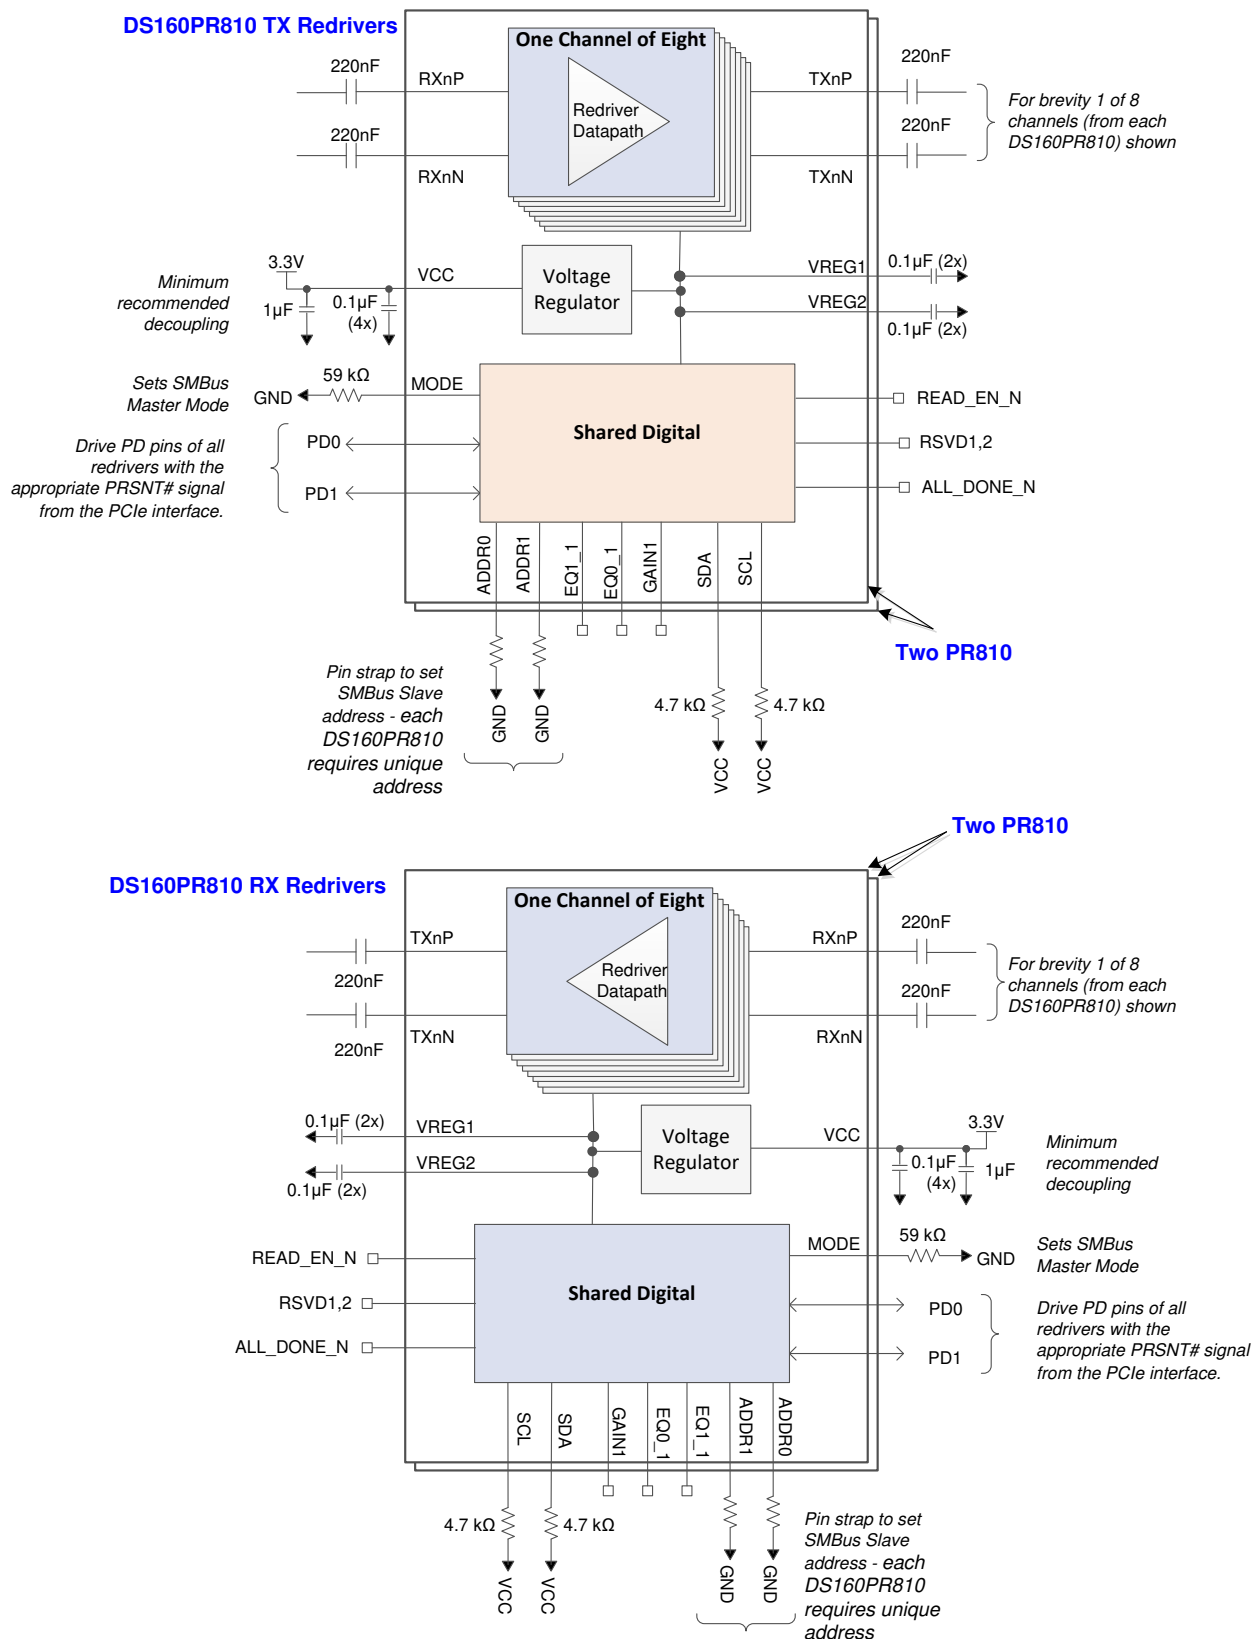 DS160PR810 TX Redrivers
One Channel of Eight
220nF
RXnP
TXnP
220nF
Redriver
Datapath
For brevity 1 of 8
channels (from each
DS160PR810) shown
220nF
RXnN
TXnN
220nF
Minimum
recommended
decoupling
3.3V
1µF
0.1µF
(4x)
VCC
Voltage
Regulator
VREG1
0.1µF (2x)
VREG2
0.1µF (2x)
Sets SMBus
Master Mode
GND
59 kΩ
MODE
Drive PD pins of all
redrivers with the
appropriate PRSNT# signal
from the PCIe interface.
PD0
PD1
Shared Digital
READ_EN_N
RSVD1,2
ALL_DONE_N
ADDR0
ADDR1
EQ1_1
EQ0_1
GAIN1
SDA
SCL
Two PR810
Pin strap to set
SMBus Slave
address - each
DS160PR810
requires unique
address
GND
GND
4.7 kΩ
4.7 kΩ
VCC
VCC
Two PR810
DS160PR810 RX Redrivers
One Channel of Eight
TXnP
220nF
Redriver
Datapath
RXnP
220nF
For brevity 1 of 8
channels (from each
DS160PR810) shown
TXnN
220nF
RXnN
220nF
0.1µF (2x)
VREG1
VREG2
0.1µF (2x)
Voltage
Regulator
VCC
3.3V
0.1µF
(4x)
1µF
Minimum
recommended
decoupling
READ_EN_N
RSVD1,2
ALL_DONE_N
Shared Digital
MODE
59 kΩ
GND
Sets SMBus
Master Mode
PD0
PD1
Drive PD pins of all
redrivers with the
appropriate PRSNT# signal
from the PCIe interface.
SCL
SDA
GAIN1
EQ0_1
EQ1_1
ADDR1
ADDR0
4.7 kΩ
4.7 kΩ
VCC
VCC
GND
GND
Pin strap to set
SMBus Slave
address - each
DS160PR810
requires unique
address